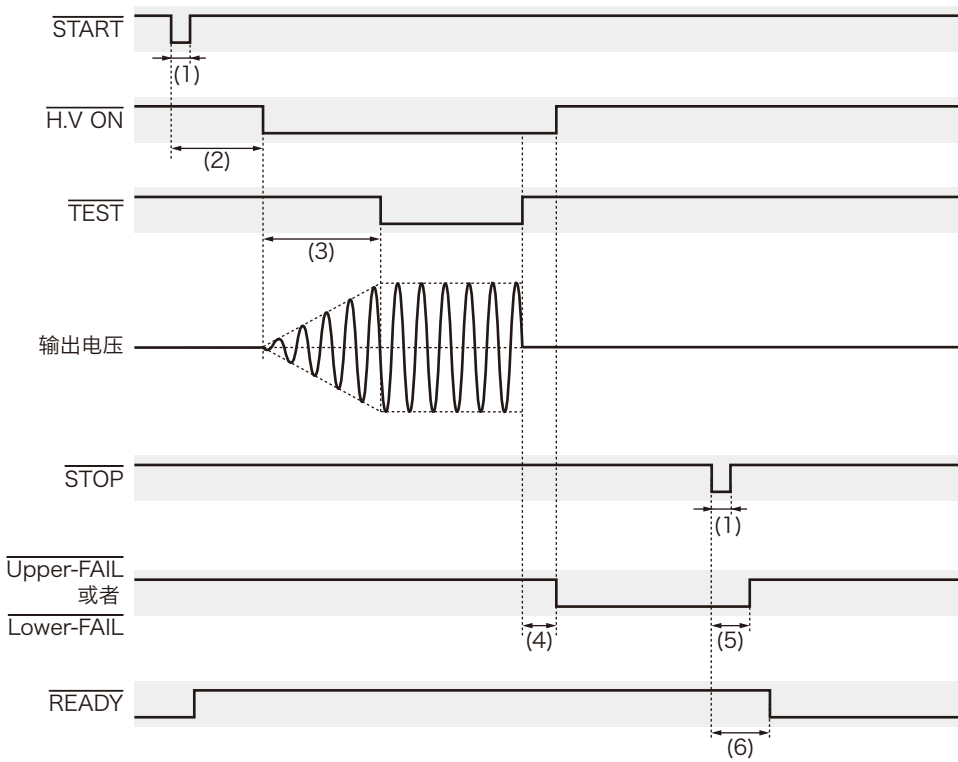 START
(1)
H.V ON
(2)
TEST
(3)
输出电压
STOP
(1)
Upper-FAIL
或者
Lower-FAIL
(4)
(5)
READY
(6)